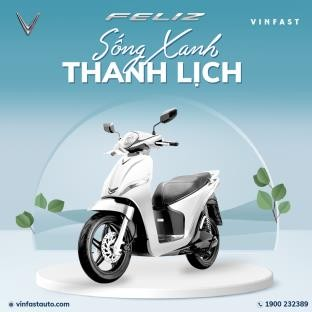 FELIZ
VINFAST
Sống Xanh
THANH LỊCH
vinfastauto.com
1900 232389